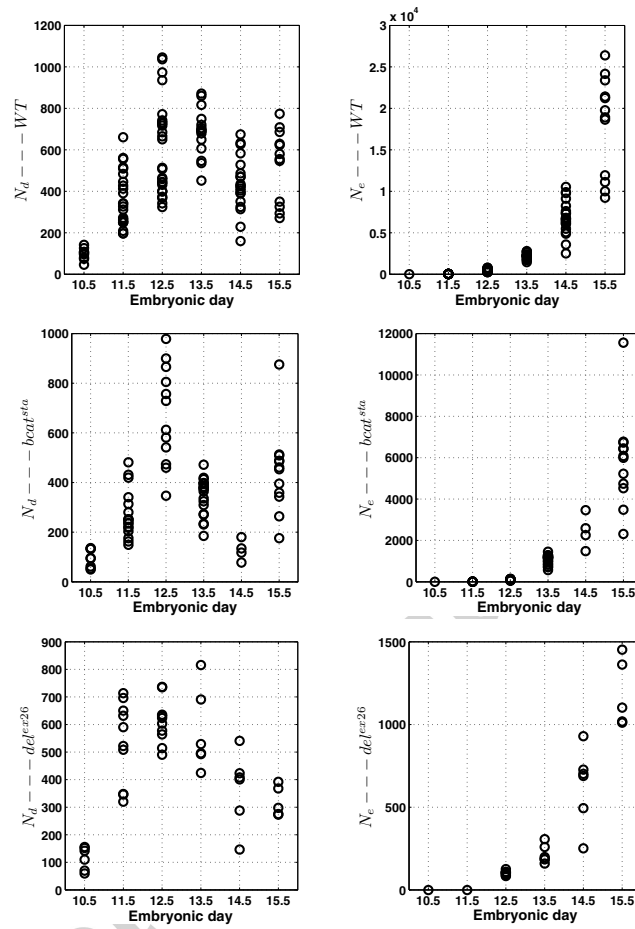 1200
1000
800
600
400
200
0
10.5 11.5 12.5 13.5 14.5 15.5
Embryonic day
N_d − − − WT
x 10^4
3
2.5
2
1.5
1
0.5
0
10.5 11.5 12.5 13.5 14.5 15.5
Embryonic day
N_e − − − WT
1000
800
600
400
200
0
10.5 11.5 12.5 13.5 14.5 15.5
Embryonic day
N_d − − − bcat^{sta}
12000
10000
8000
6000
4000
2000
0
10.5 11.5 12.5 13.5 14.5 15.5
Embryonic day
N_e − − − bcat^{sta}
900
800
700
600
500
400
300
200
100
0
10.5 11.5 12.5 13.5 14.5 15.5
Embryonic day
N_d − − − del^{ex26}
1500
1000
500
0
10.5 11.5 12.5 13.5 14.5 15.5
Embryonic day
N_e − − − del^{ex26}